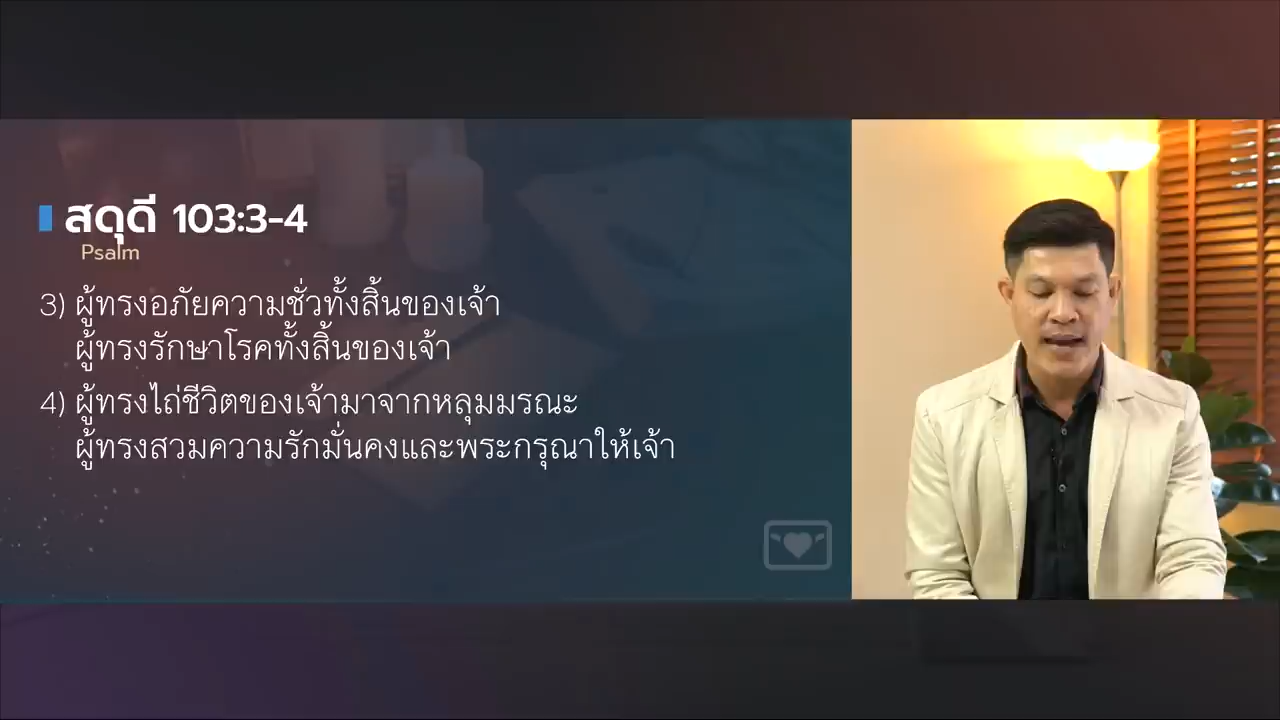 สดุดี 103:3-4
Psalm
3) ผู้ทรงอภัยความชั่วทั้งสิ้นของเจ้า
ผู้ทรงรักษาโรคทั้งสิ้นของเจ้า
4) ผู้ทรงไถ่ชีวิตของเจ้ามาจากหลุมมรณะ
ผู้ทรงสวมความรักมั่นคงและพระกรุณาให้เจ้า